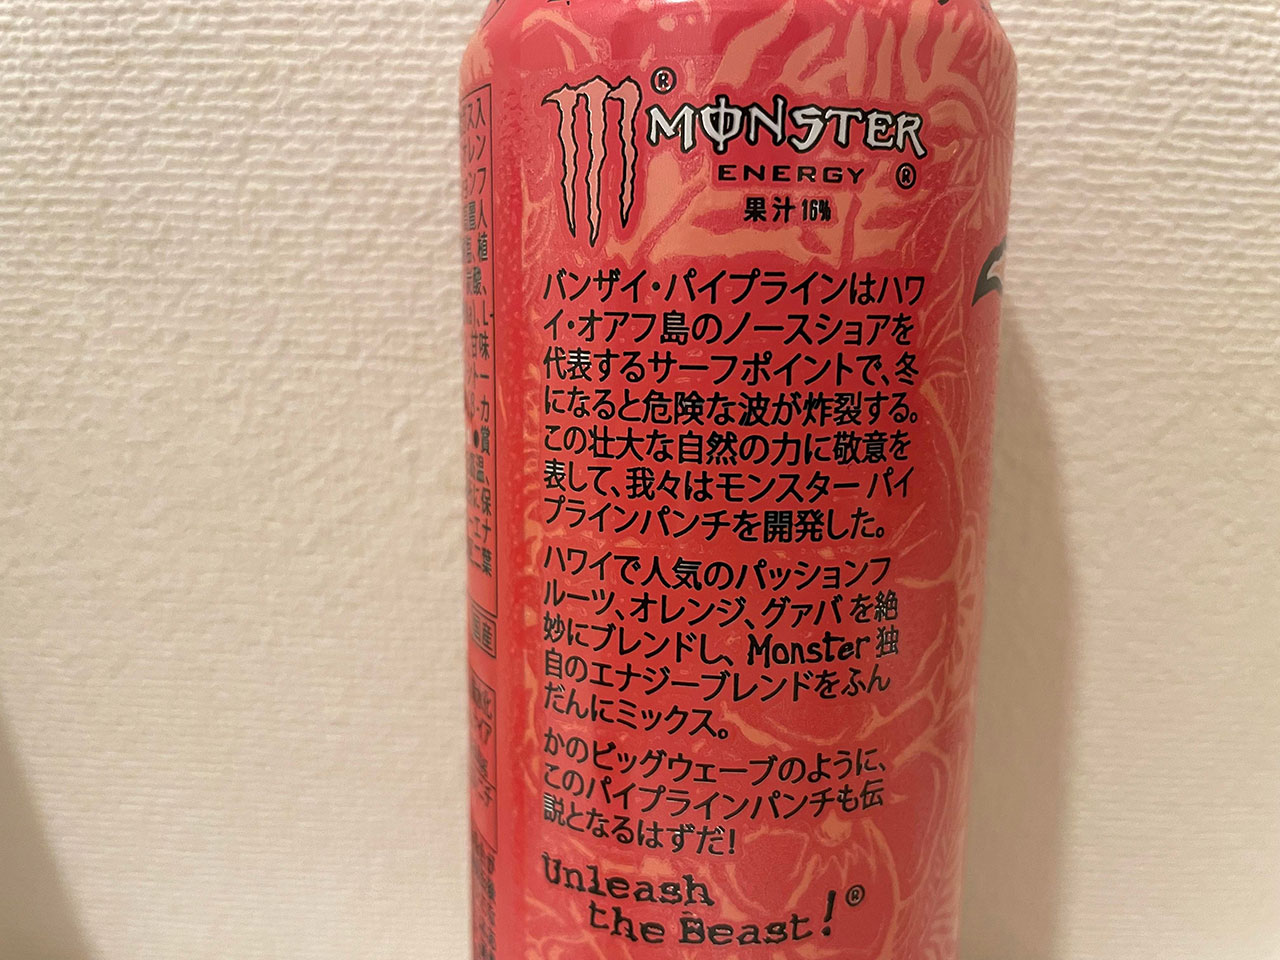 MONSTER
ENERGY
果汁16%
バンザイ・パイプラインはハワ
イ・オアフ島のノースショアを
代表するサーフポイントで、冬
になると危険な波が炸裂する。
この壮大な自然の力に敬意を
表して、我々はモンスター パイ
プラインパンチを開発した。
ハワイで人気のパッションフ
ルーツ、オレンジ、グァバを絶
妙にブレンドし、Monster独
自のエナジーブレンドをふん
だんにミックス。
かのビッグウェーブのように、
このパイプラインパンチも伝
説となるはずだ!
Unleash
the Beast!®
国産